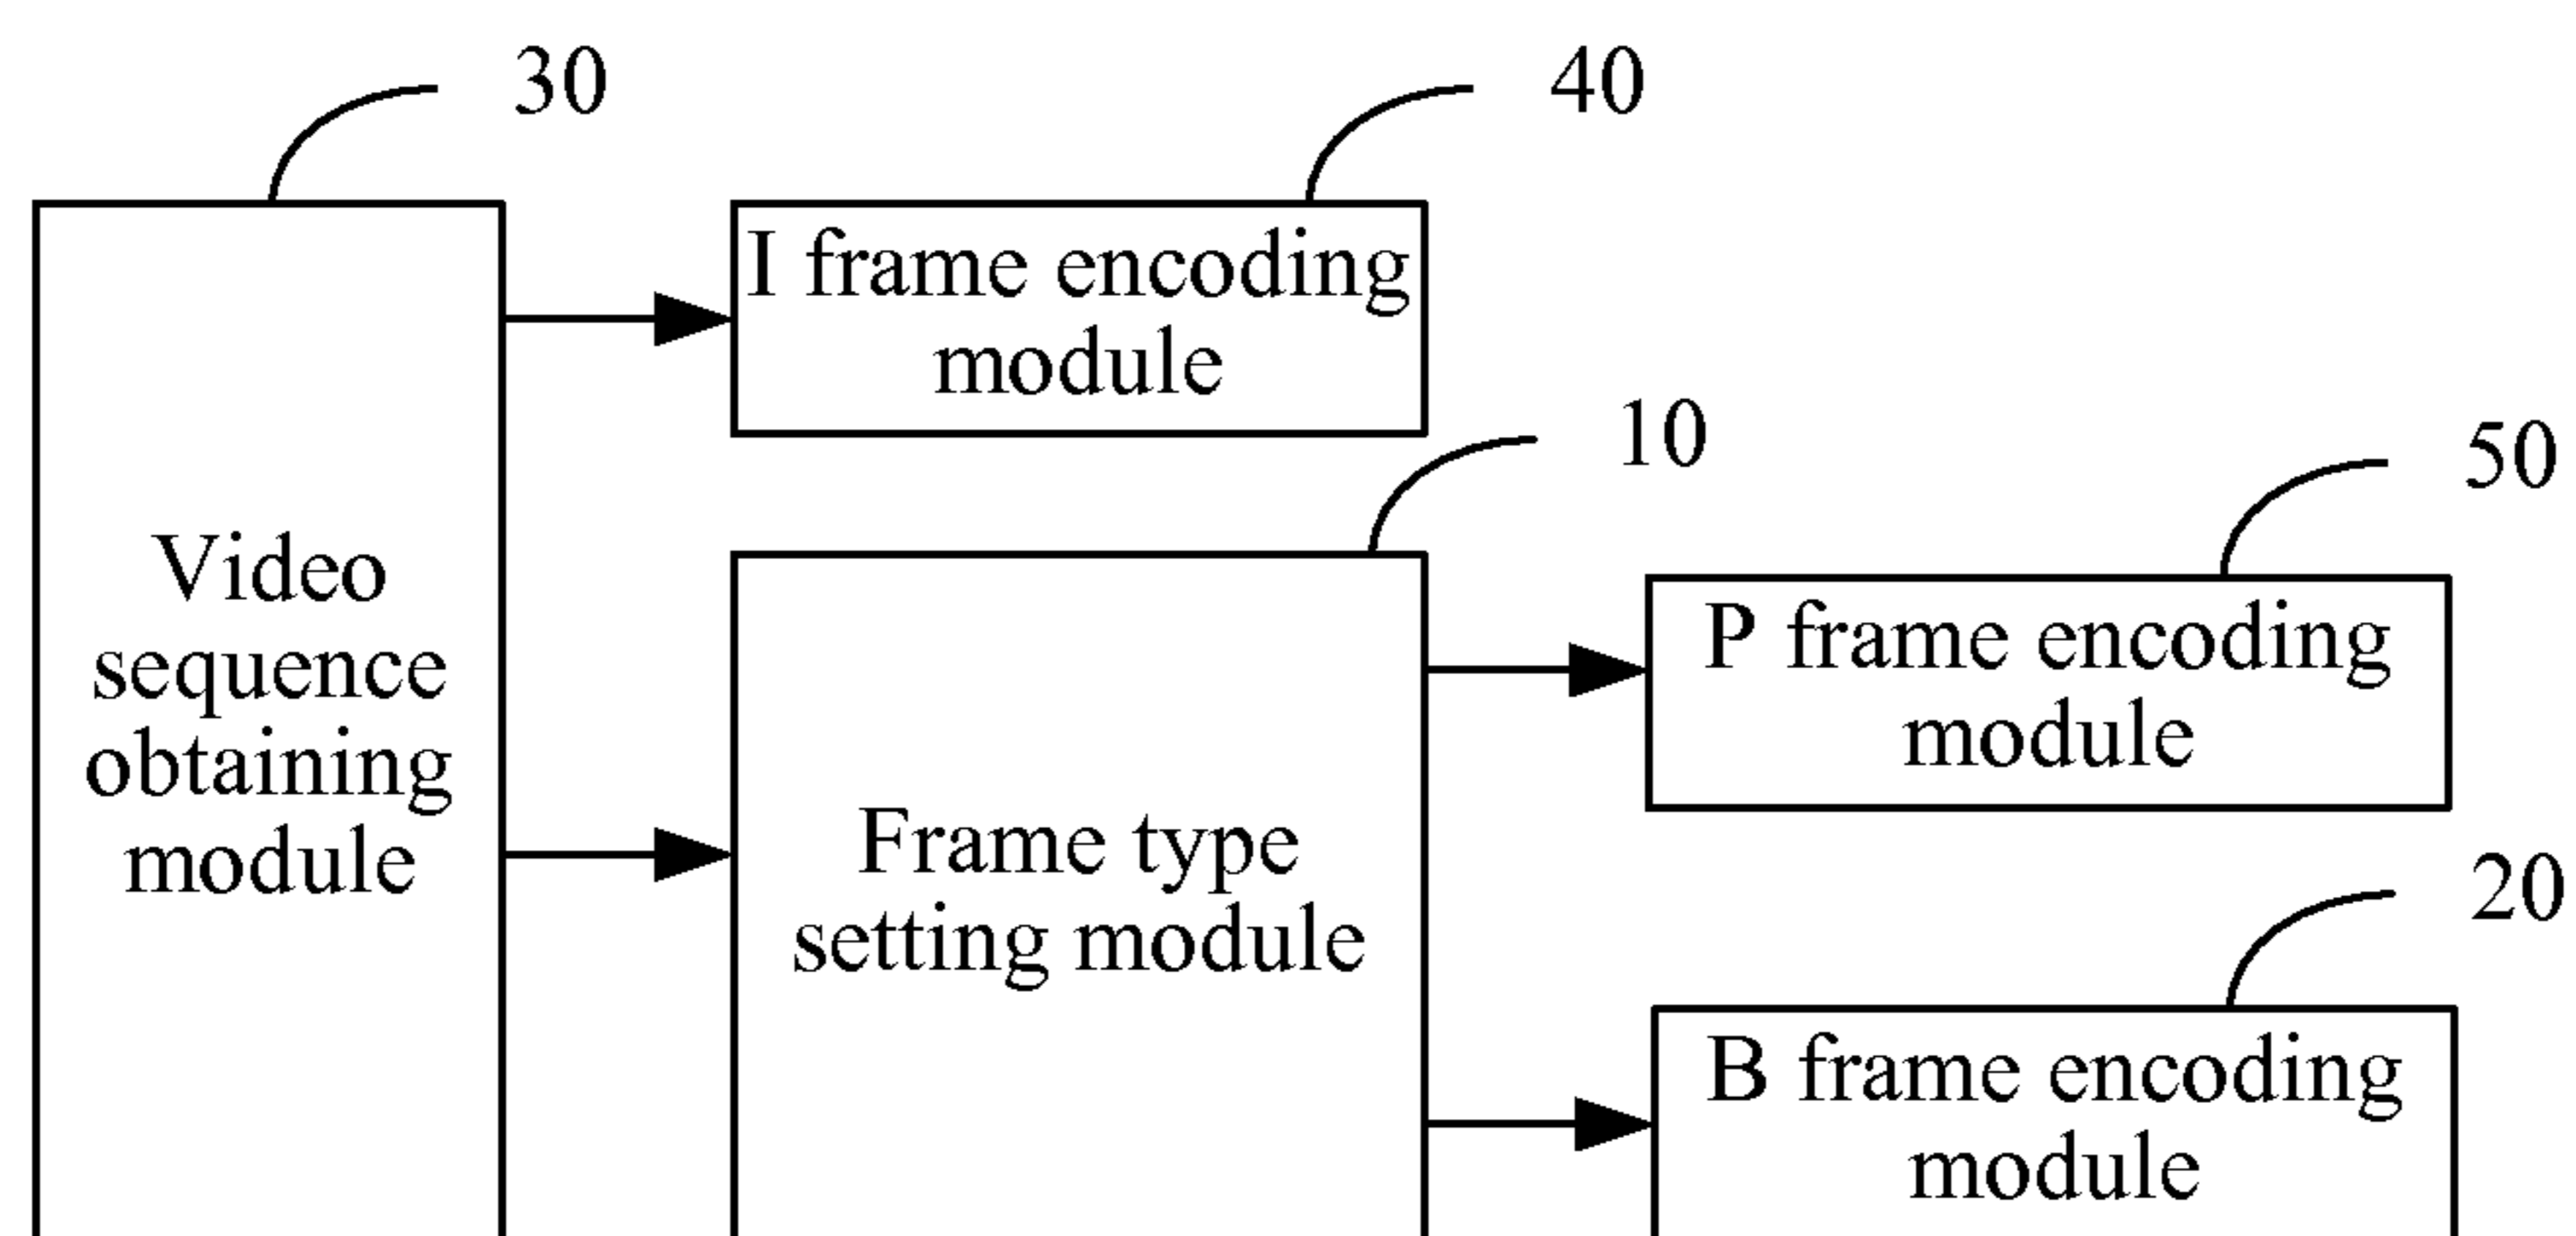 30
40
I frame encoding
module
10
50
Video
sequence
obtaining
module
P frame encoding
module
Frame type
setting module
20
B frame encoding
module